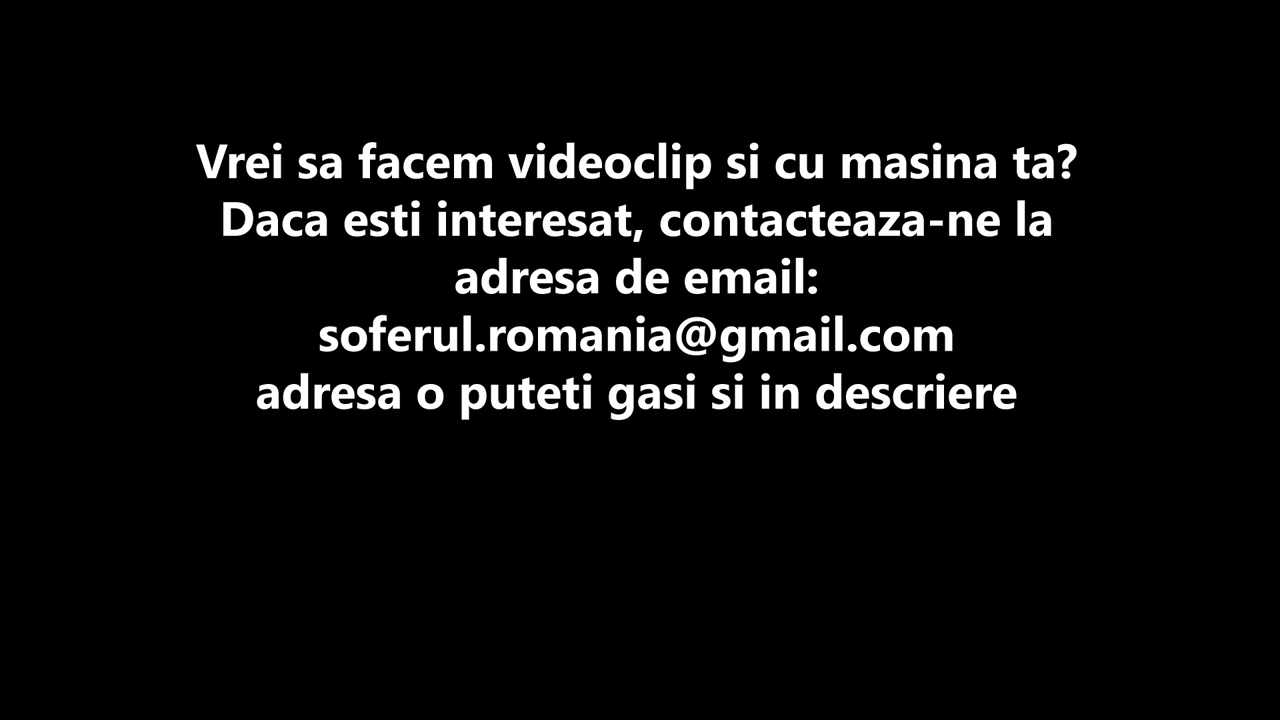 Vrei sa facem videoclip si cu masina ta?
Daca esti interesat, contacteaza-ne la
adresa de email:
soferul.romania@gmail.com
adresa o puteti gasi si in descriere